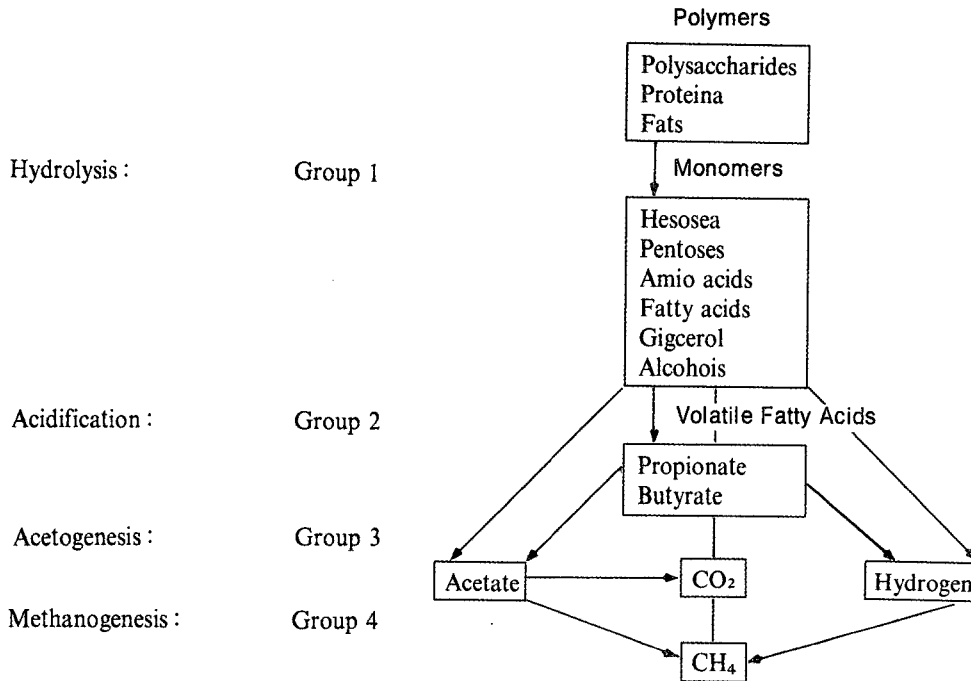 Polymers
Polysaccharides
Proteina
Fats
Hydrolysis :
Group 1
Monomers
Hesosea
Pentoses
Amio acids
Fatty acids
Gigcerol
Alcohois
Acidification :
Group 2
Volatile Fatty Acids
Propionate
Butyrate
Acetogenesis :
Group 3
Acetate
CO₂
Hydrogen
Methanogenesis :
Group 4
CH₄